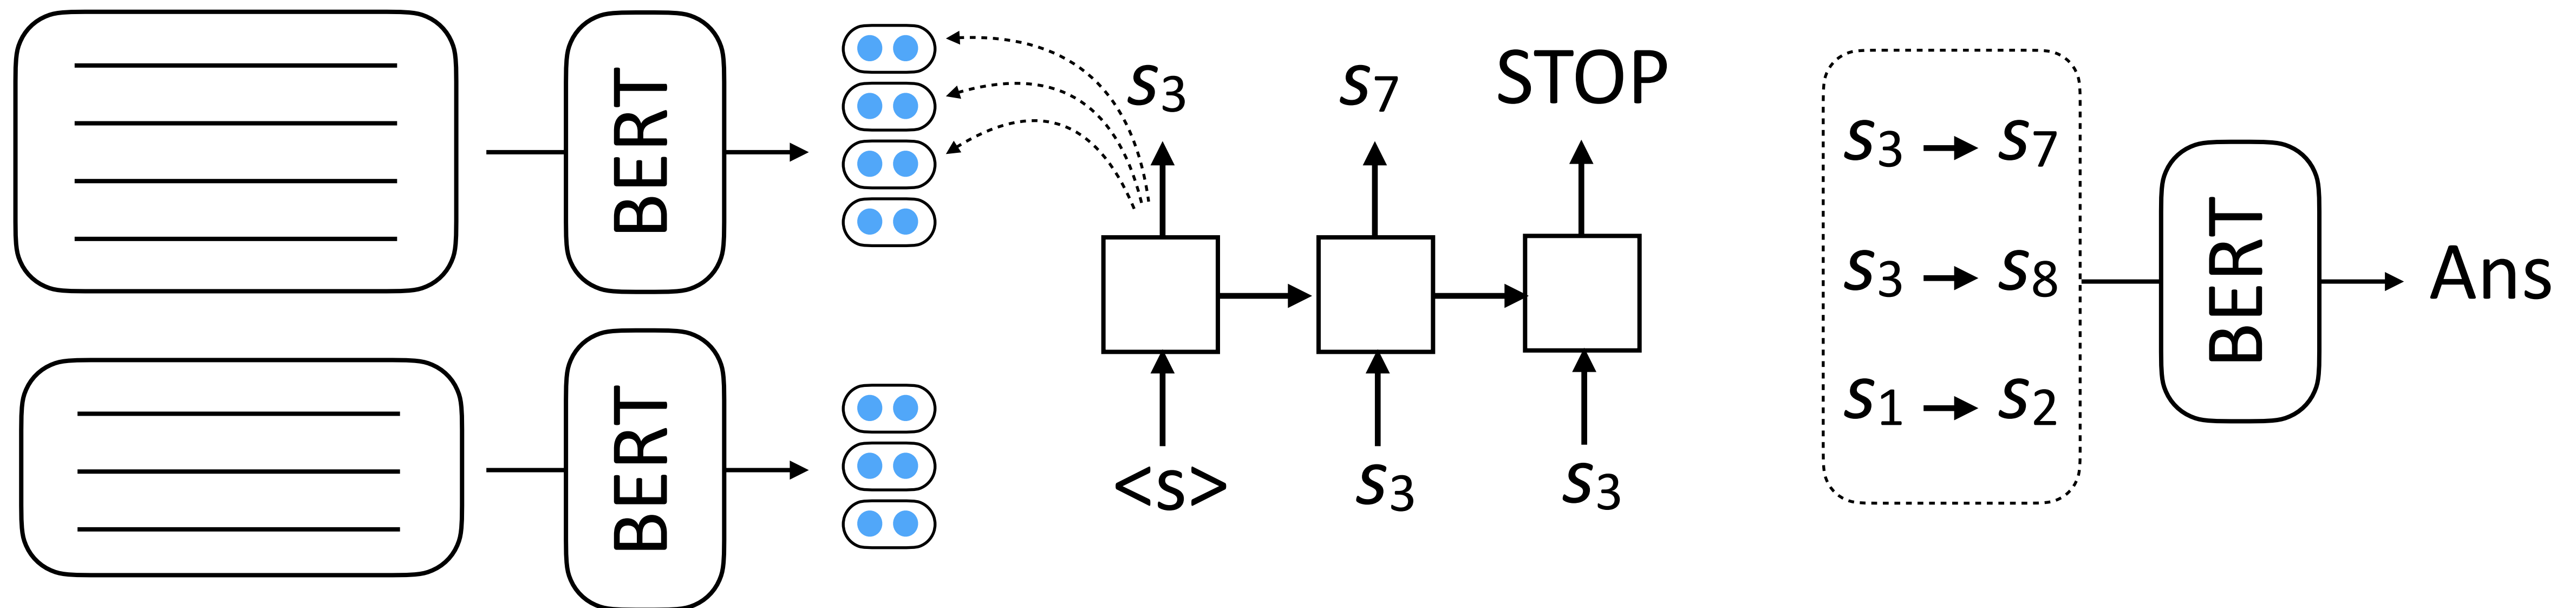 BERT
BERT
s3
s7
STOP
<s>
s3
s3
s3 → s7
s3 → s8
s1 → s2
BERT
Ans